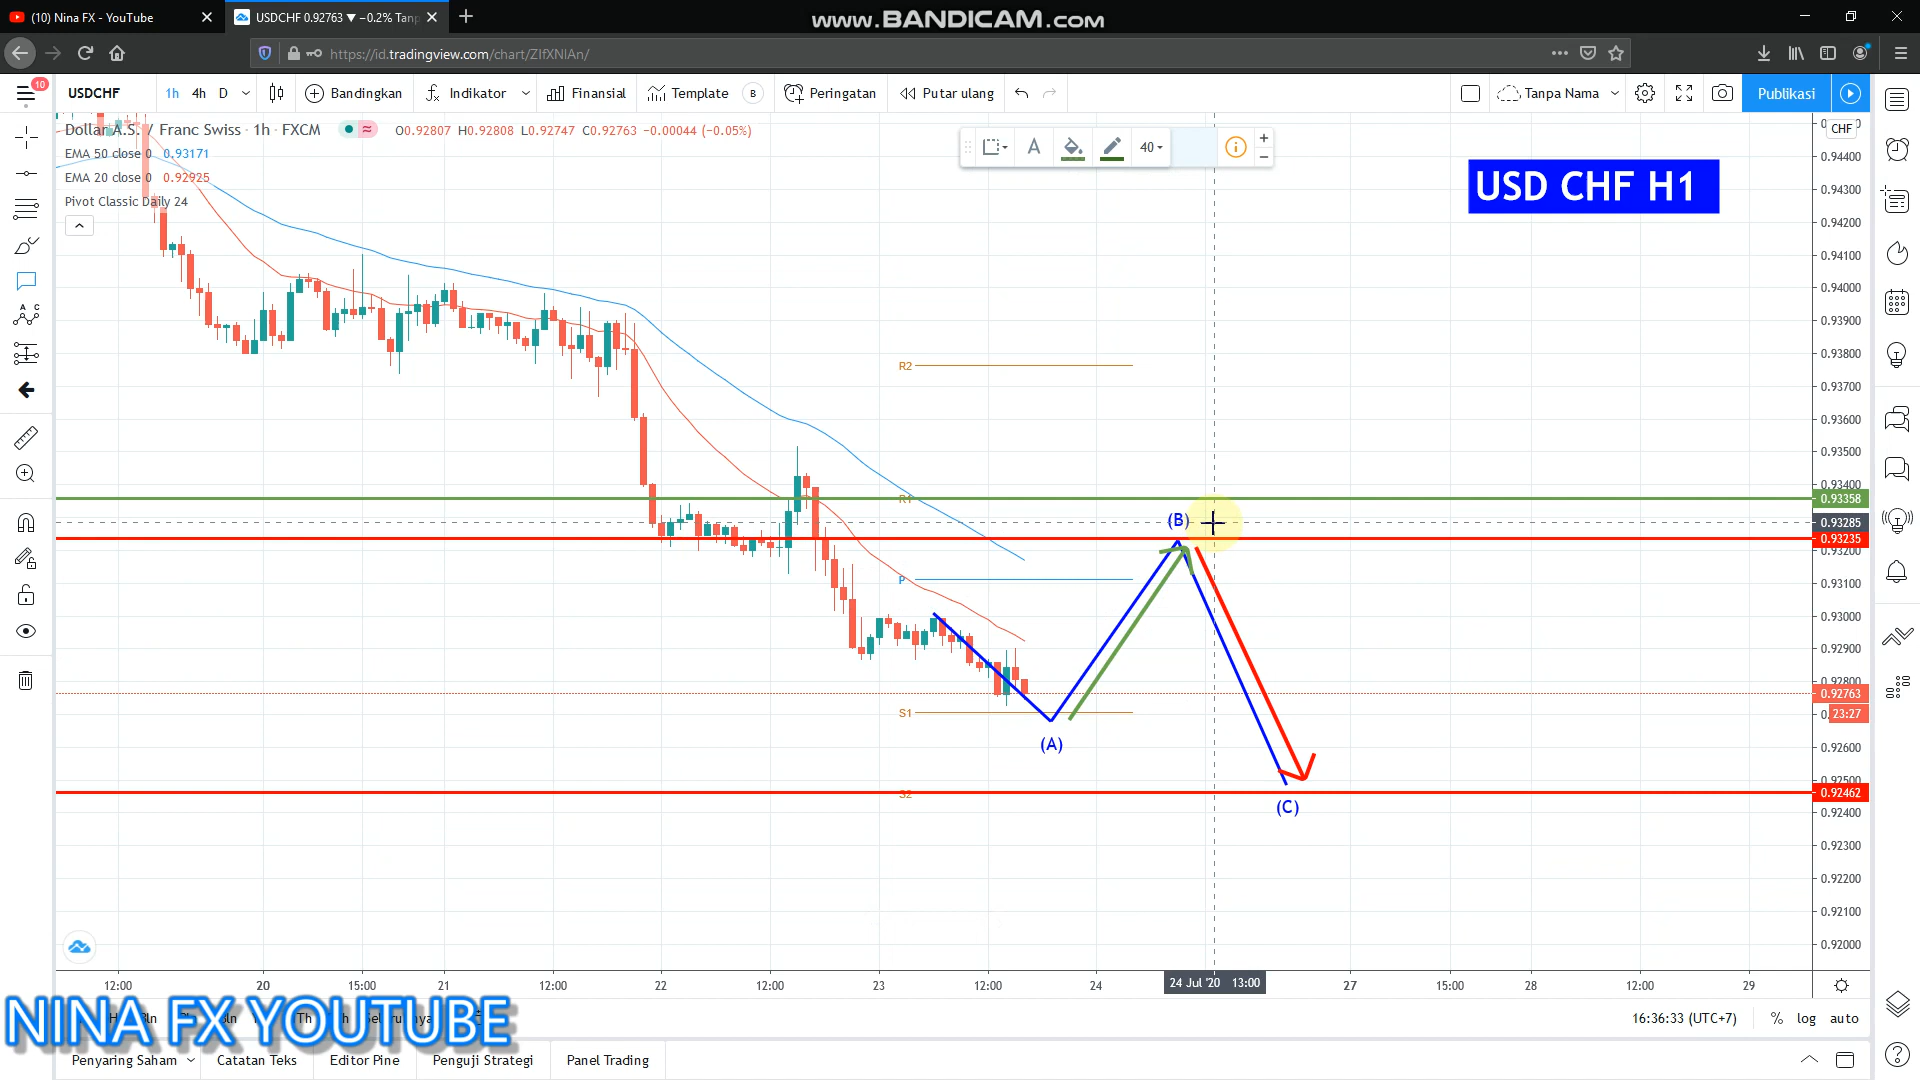 (10) Nina FX - YouTube
USDCHF 0.92763 ▼ −0.2% Tanp
www.BANDICAM.com
https://id.tradingview.com/chart/ZIfXNIAn/
10
USDCHF
1h 4h D
Bandingkan
Indikator
Finansial
Template
B
Peringatan
Putar ulang
Tanpa Nama
Publikasi
Dollar A.S. / Franc Swiss · 1h · FXCM
O0.92807 H0.92808 L0.92747 C0.92763 −0.00044 (−0.05%)
EMA 50 close 0 0.93171
EMA 20 close 0 0.92925
Pivot Classic Daily 24
40
USD CHF H1
CHF
0.94400
0.94300
0.94200
0.94100
0.94000
0.93900
0.93800
0.93700
0.93600
0.93500
0.93400
0.93358
0.93285
0.93235
0.93200
0.93100
0.93000
0.92900
0.92800
0.92763
23:27
0.92600
0.92500
0.92462
0.92400
0.92300
0.92200
0.92100
0.92000
R2
R1
P
S1
S2
(A)
(B)
(C)
12:00 20 15:00 21 12:00 22 12:00 23 12:00 24 24 Jul '20 13:00 27 15:00 28 12:00 29
NINA FX YOUTUBE
16:36:33 (UTC+7) % log auto
Penyaring Saham
Catatan Teks
Editor Pine
Penguji Strategi
Panel Trading